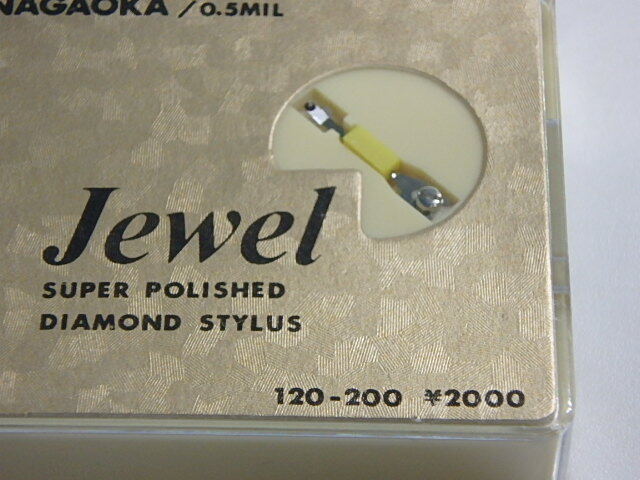 NAGAOKA /0.5MIL
Jewel
SUPER POLISHED
DIAMOND STYLUS
120-200 ¥2000